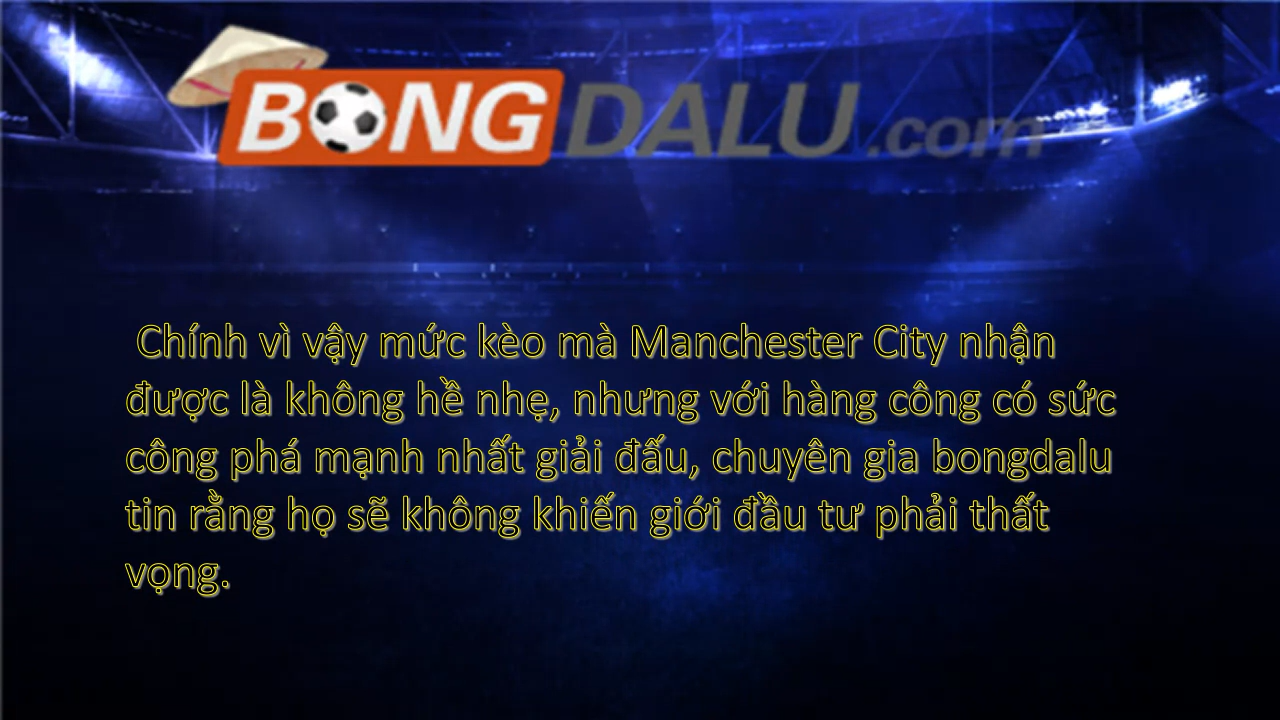 BONGDALU.com
Chính vì vậy mức kèo mà Manchester City nhận
được là không hề nhẹ, nhưng với hàng công có sức
công phá mạnh nhất giải đấu, chuyên gia bongdalu
tin rằng họ sẽ không khiến giới đầu tư phải thất
vọng.